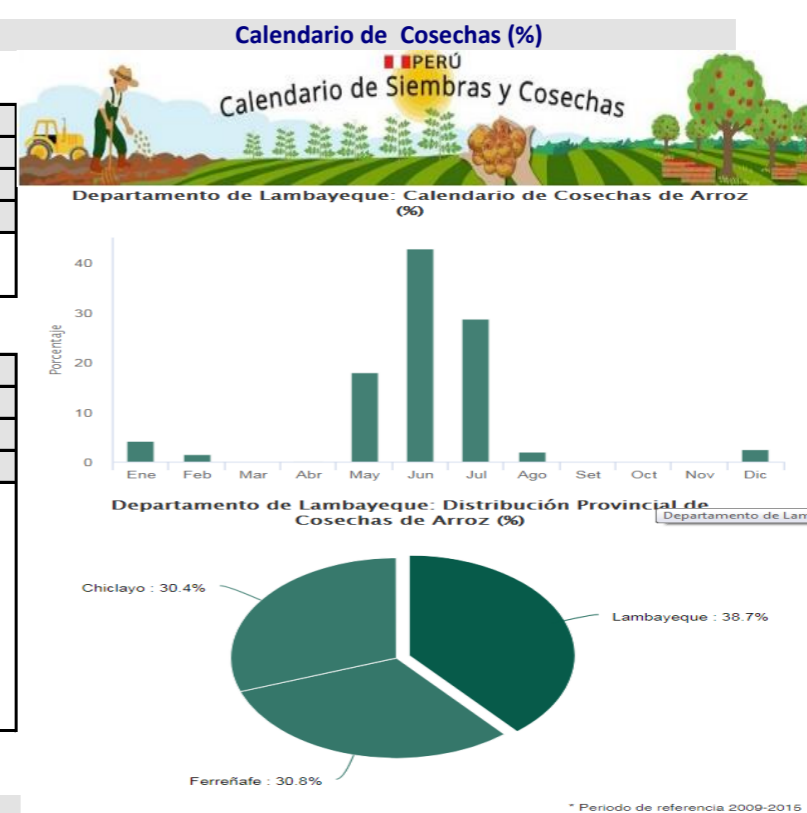 Calendario de  Cosechas (%)
PERÚ
Calendario de Siembras y Cosechas
Departamento de Lambayeque: Calendario de Cosechas de Arroz
(%)
40
30
20
10
0
Porcentaje
Ene Feb Mar Abr May Jun Jul Ago Set Oct Nov Dic
Departamento de Lambayeque: Distribución Provincial de
Cosechas de Arroz (%)
Departamento de Lam
Chiclayo : 30.4%
Lambayeque : 38.7%
Ferreñafe : 30.8%
* Periodo de referencia 2009-2015